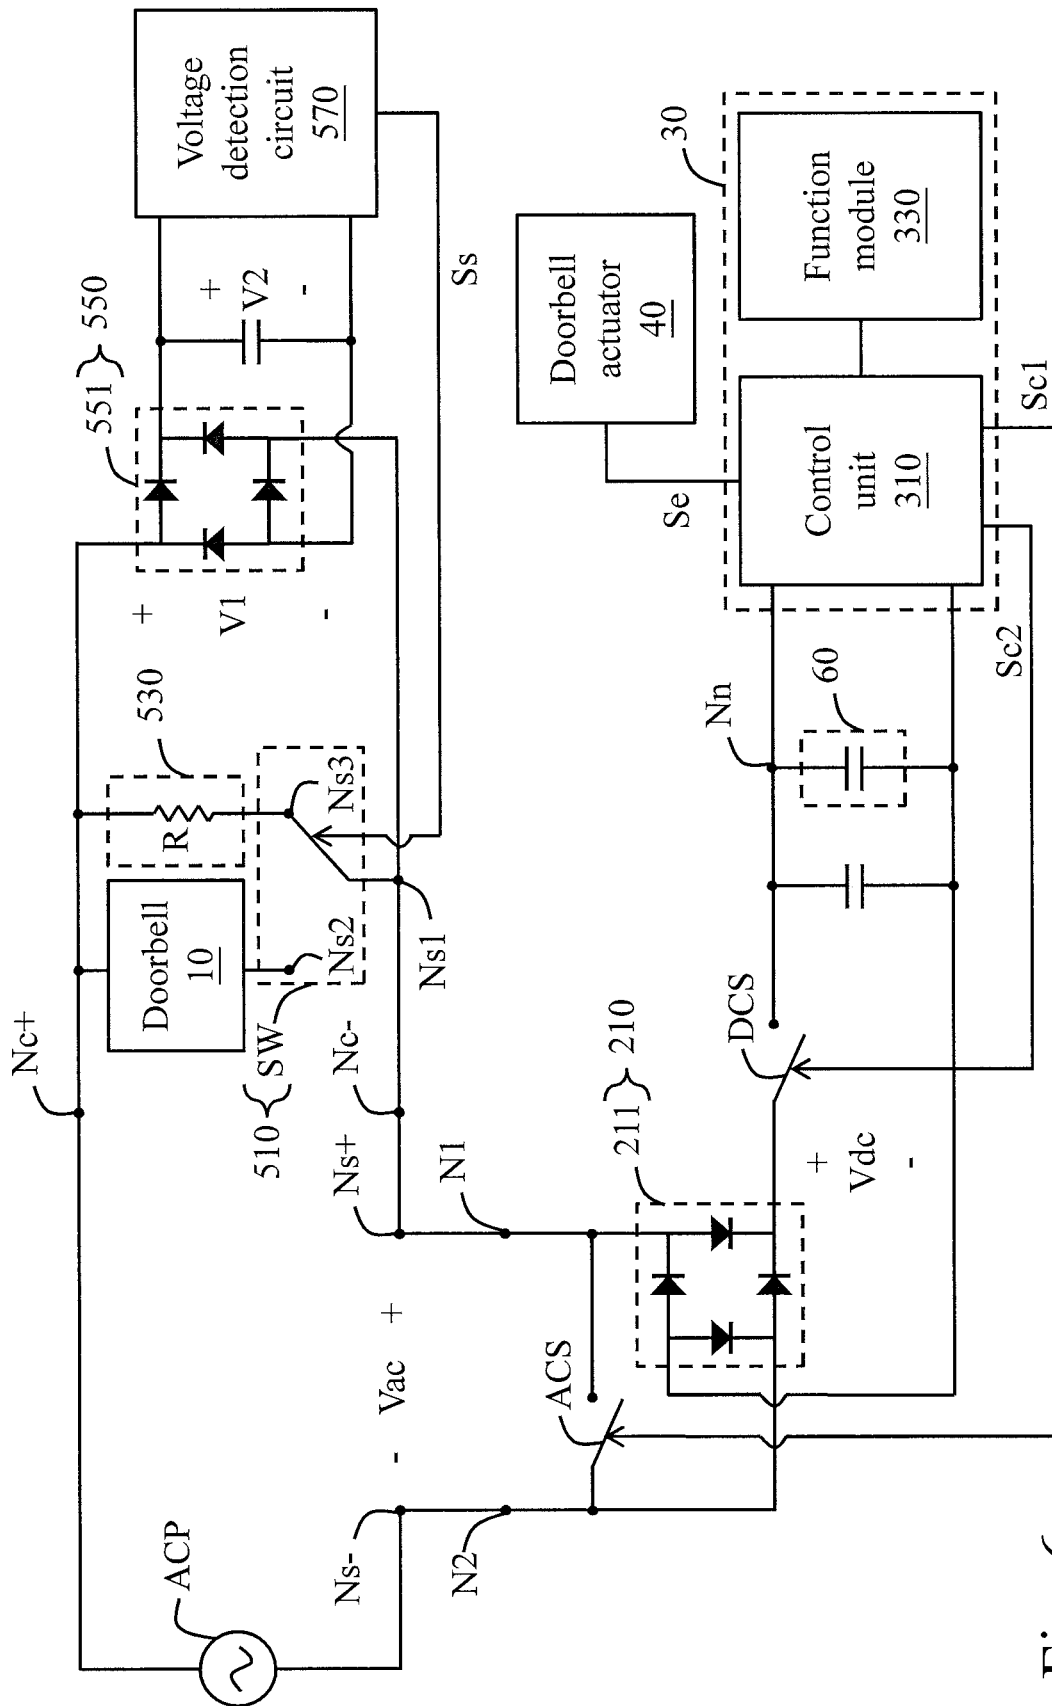 ACP
Nc+
Ns-
N2
- Vac +
Ns+
N1
Nc-
510
SW
Doorbell
10
Ns2
Ns1
530
R
Ns3
+
V1
-
551
550
+
V2
-
Voltage
detection
circuit
570
Ss
ACS
211
210
DCS
+
Vdc
-
Nn
60
Sc2
Sc1
Se
Doorbell
actuator
40
30
Control
unit
310
Function
module
330